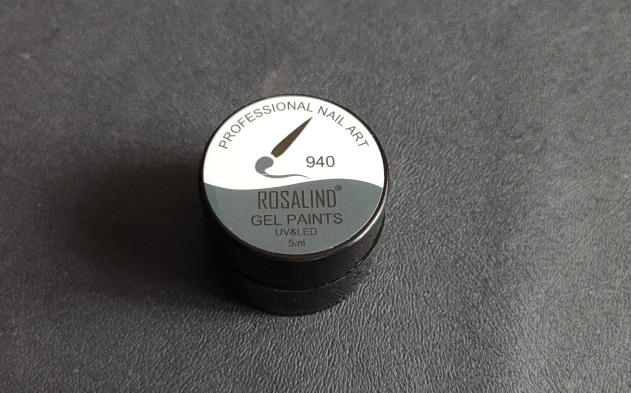 PROFESSIONAL NAIL ART
940
ROSALIND®
GEL PAINTS
UV&LED
5ml